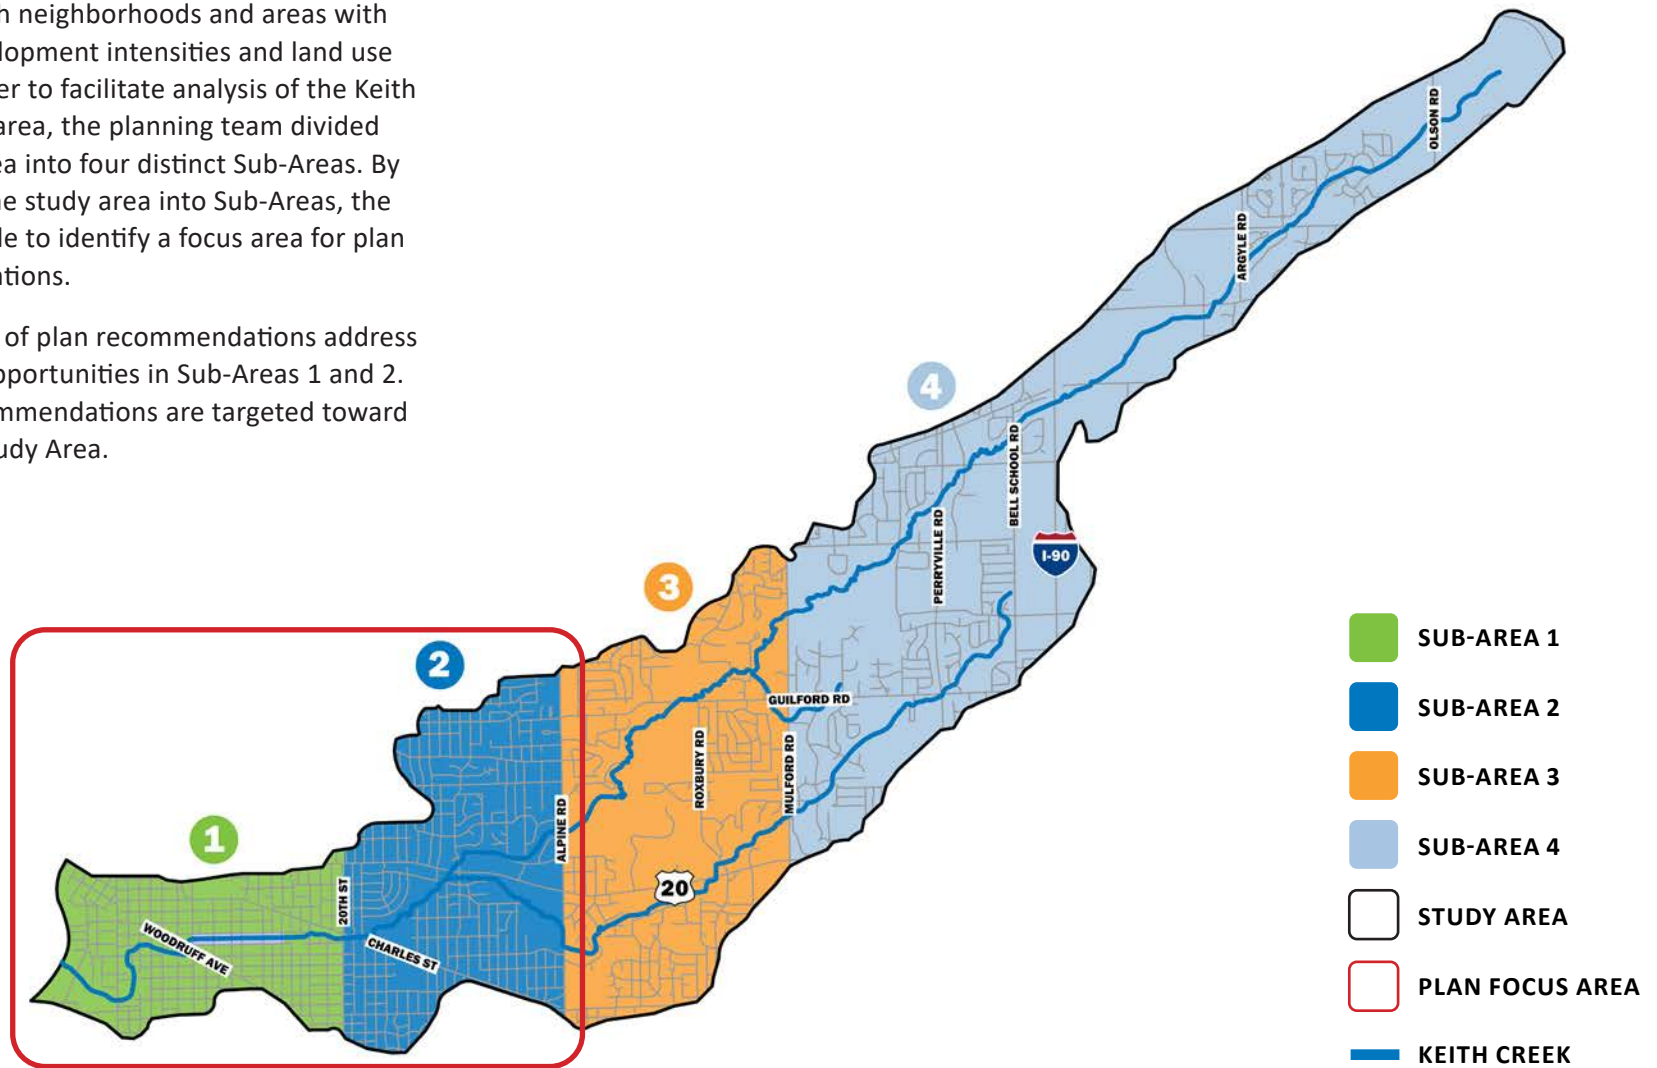 h neighborhoods and areas with
lopment intensities and land use
er to facilitate analysis of the Keith
area, the planning team divided
ea into four distinct Sub-Areas. By
ne study area into Sub-Areas, the
le to identify a focus area for plan
ations.
of plan recommendations address
pportunities in Sub-Areas 1 and 2.
mmendations are targeted toward
udy Area.
OLSON RD
ARGYLE RD
4
BELL SCHOOL RD
PERRYVILLE RD
I-90
3
2
GUILFORD RD
ROXBURY RD
MULFORD RD
ALPINE RD
1
20
20TH ST
WOODRUFF AVE
CHARLES ST
SUB-AREA 1
SUB-AREA 2
SUB-AREA 3
SUB-AREA 4
STUDY AREA
PLAN FOCUS AREA
KEITH CREEK